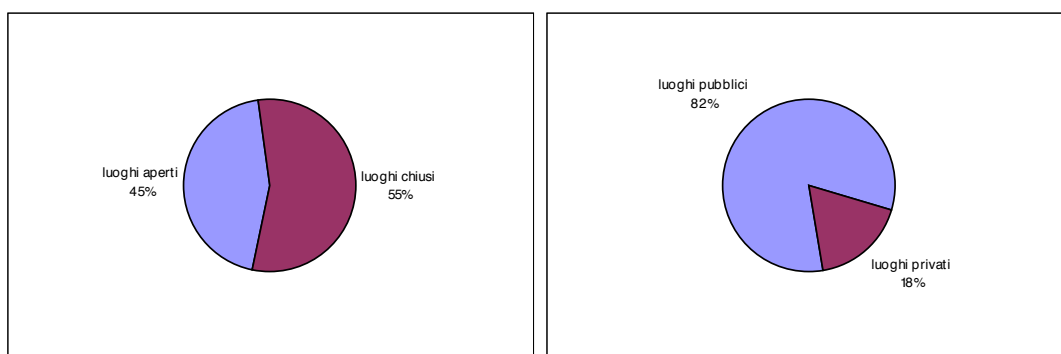 luoghi aperti
45%
luoghi chiusi
55%
luoghi pubblici
82%
luoghi privati
18%